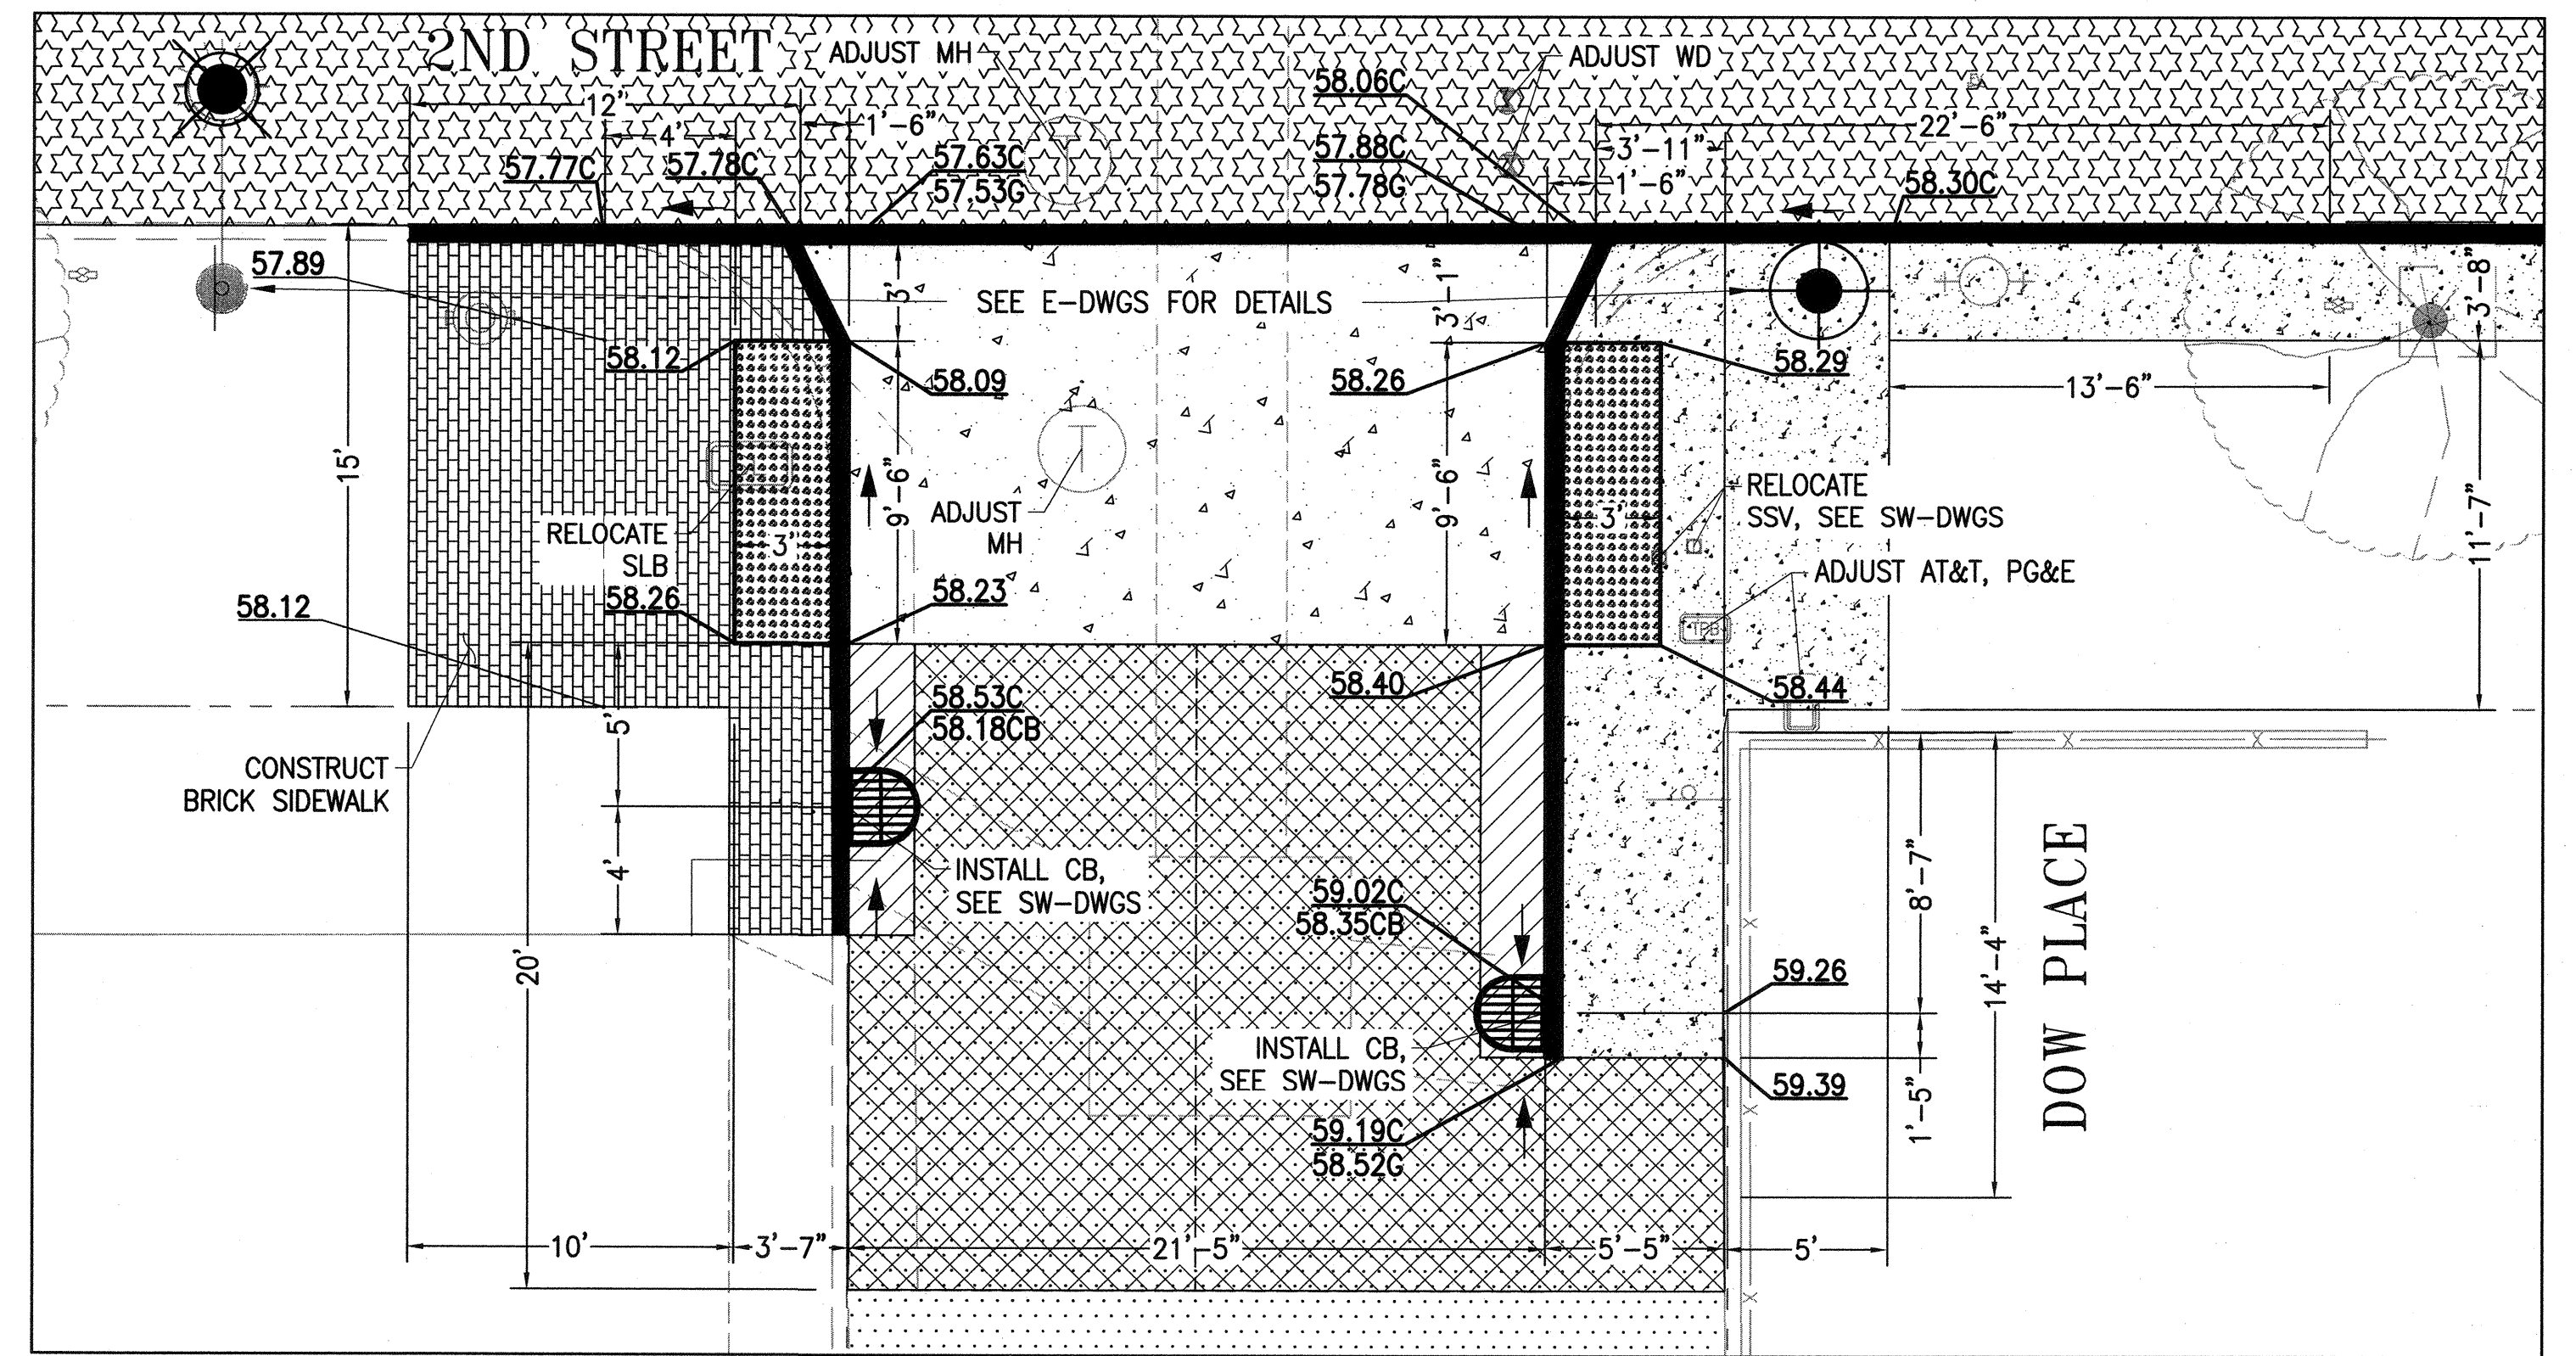 2ND STREET
ADJUST MH
ADJUST WD
58.06C
12'
1'-6"
4'
22'-6"
57.77C
57.78C
57.63C
57.53G
57.88C
57.78G
3'-11"
1'-6"
58.30C
57.89
3'
SEE E-DWGS FOR DETAILS
3'-1"
3'-8"
58.12
58.09
58.26
58.29
13'-6"
15'
T
9'-6"
ADJUST
MH
9'-6"
RELOCATE
SSV, SEE SW-DWGS
3'
RELOCATE
SLB
3'
11'-7"
ADJUST AT&T, PG&E
58.26
58.23
58.12
TPB
58.40
58.44
58.53C
58.18CB
5'
CONSTRUCT
BRICK SIDEWALK
4'
INSTALL CB,
SEE SW-DWGS
59.02C
58.35CB
8'-7"
14'-4"
DOW PLACE
20'
59.26
INSTALL CB,
SEE SW-DWGS
59.39
1'-5"
59.19C
58.52G
10'
3'-7"
21'-5"
5'-5"
5'